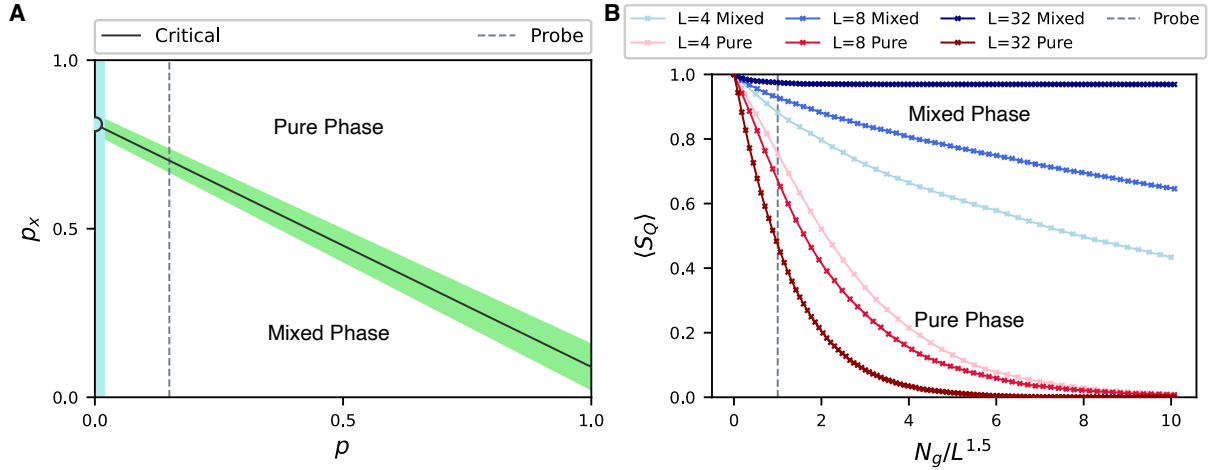 A
Critical
Probe
1.0
0.5
0.0
p_x
Pure Phase
Mixed Phase
0.0
0.5
1.0
p
B
L=4 Mixed
L=8 Mixed
L=32 Mixed
Probe
L=4 Pure
L=8 Pure
L=32 Pure
1.0
0.8
0.6
0.4
0.2
0.0
⟨S_Q⟩
Mixed Phase
Pure Phase
0
2
4
6
8
10
N_g/L^1.5